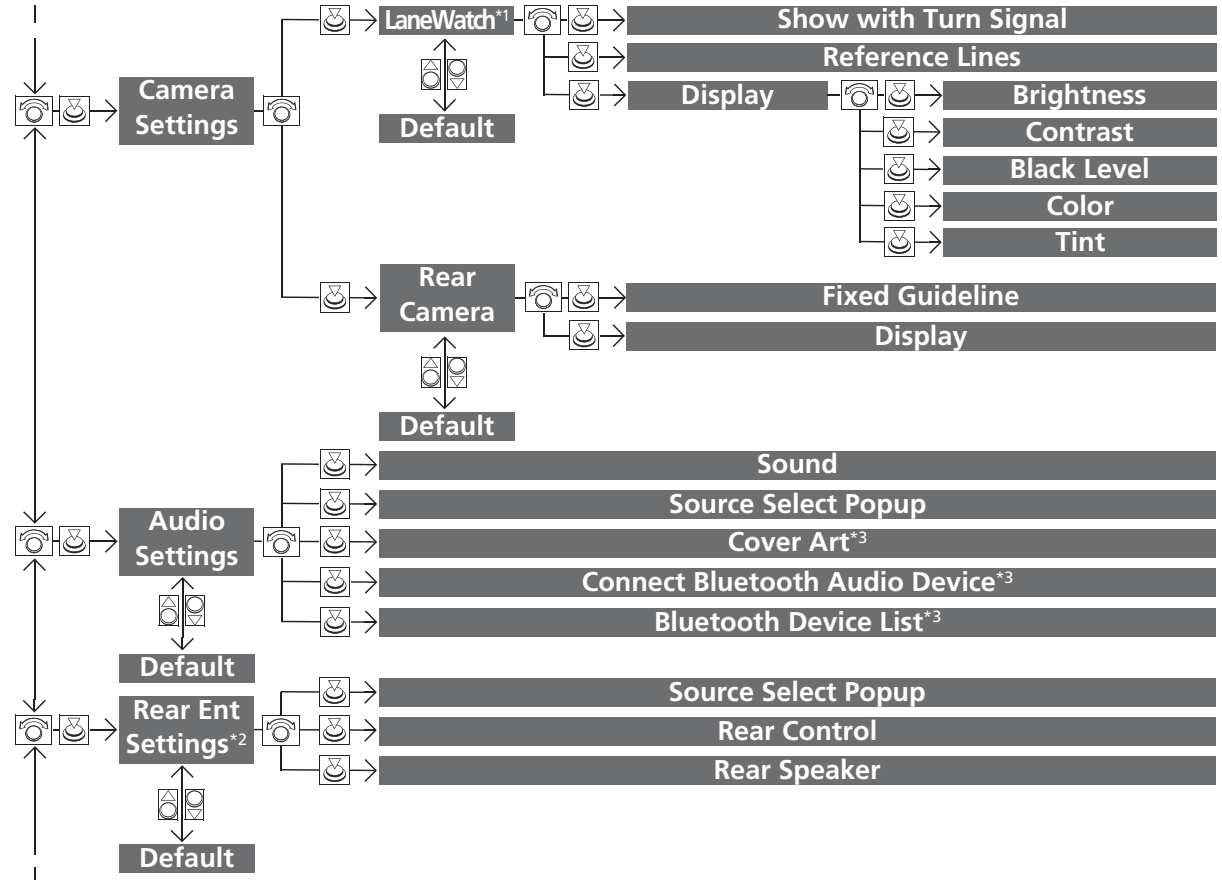 LaneWatch*1
Show with Turn Signal
Reference Lines
Camera
Settings
Display
Brightness
Default
Contrast
Black Level
Color
Tint
Rear
Camera
Fixed Guideline
Display
Default
Sound
Source Select Popup
Audio
Settings
Cover Art*3
Connect Bluetooth Audio Device*3
Bluetooth Device List*3
Default
Rear Ent
Settings*2
Source Select Popup
Rear Control
Rear Speaker
Default